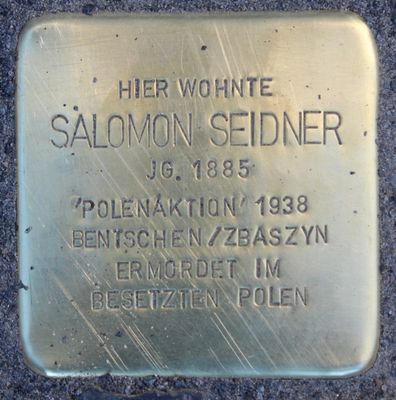 HIER WOHNTE
SALOMON SEIDNER
JG. 1885
'POLENAKTION' 1938
BENTSCHEN/ZBASZYN
ERMORDET IM
BESETZTEN POLEN